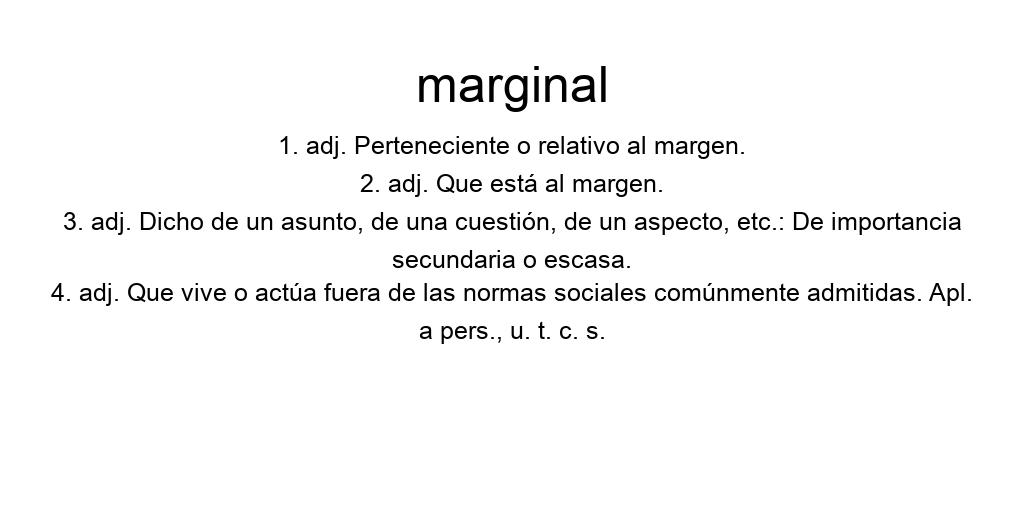 marginal
1. adj. Perteneciente o relativo al margen.
2. adj. Que está al margen.
3. adj. Dicho de un asunto, de una cuestión, de un aspecto, etc.: De importancia
secundaria o escasa.
4. adj. Que vive o actúa fuera de las normas sociales comúnmente admitidas. Apl.
a pers., u. t. c. s.